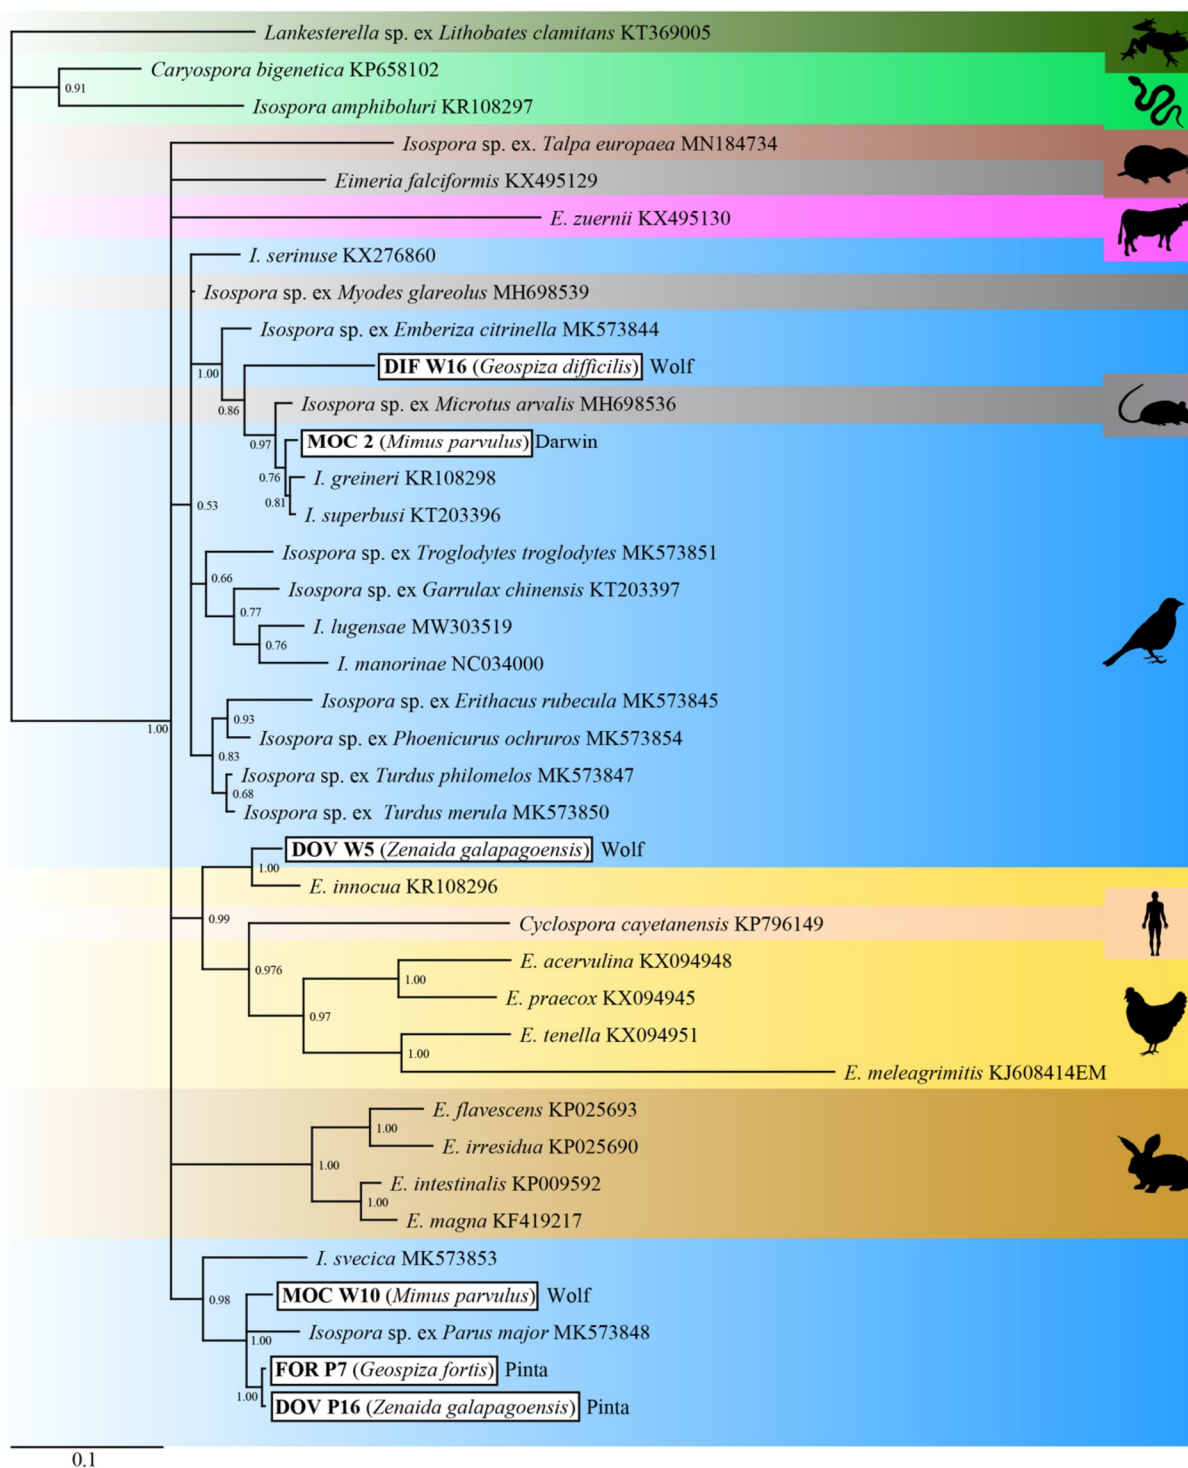 Lankesterella sp. ex Lithobates clamitans KT369005
Caryospora bigenetica KP658102
0.91
Isospora amphiboluri KR108297
Isospora sp. ex. Talpa europaea MN184734
Eimeria falciformis KX495129
E. zuernii KX495130
I. serinuse KX276860
Isospora sp. ex Myodes glareolus MH698539
Isospora sp. ex Emberiza citrinella MK573844
DIF W16 (Geospiza difficilis) Wolf
1.00
Isospora sp. ex Microtus arvalis MH698536
0.86
MOC 2 (Mimus parvulus) Darwin
0.97
I. greineri KR108298
0.76
0.81
I. superbusi KT203396
0.53
Isospora sp. ex Troglodytes troglodytes MK573851
0.66
Isospora sp. ex Garrulax chinensis KT203397
0.77
I. lugensae MW303519
0.76
I. manorinae NC034000
Isospora sp. ex Erithacus rubecula MK573845
0.93
1.00
Isospora sp. ex Phoenicurus ochruros MK573854
0.83
Isospora sp. ex Turdus philomelos MK573847
0.68
Isospora sp. ex Turdus merula MK573850
DOV W5 (Zenaida galapagoensis) Wolf
1.00
E. innocua KR108296
0.99
Cyclospora cayetanensis KP796149
E. acervulina KX094948
0.976
1.00
E. praecox KX094945
0.97
E. tenella KX094951
1.00
E. meleagrimitis KJ608414EM
E. flavescens KP025693
1.00
E. irresidua KP025690
1.00
E. intestinalis KP009592
1.00
E. magna KF419217
I. svecica MK573853
MOC W10 (Mimus parvulus) Wolf
0.98
Isospora sp. ex Parus major MK573848
1.00
FOR P7 (Geospiza fortis) Pinta
1.00
DOV P16 (Zenaida galapagoensis) Pinta
0.1